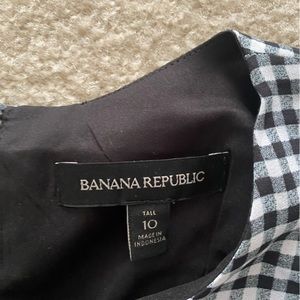 BANANA REPUBLIC
TALL
10
MADE IN
INDONESIA